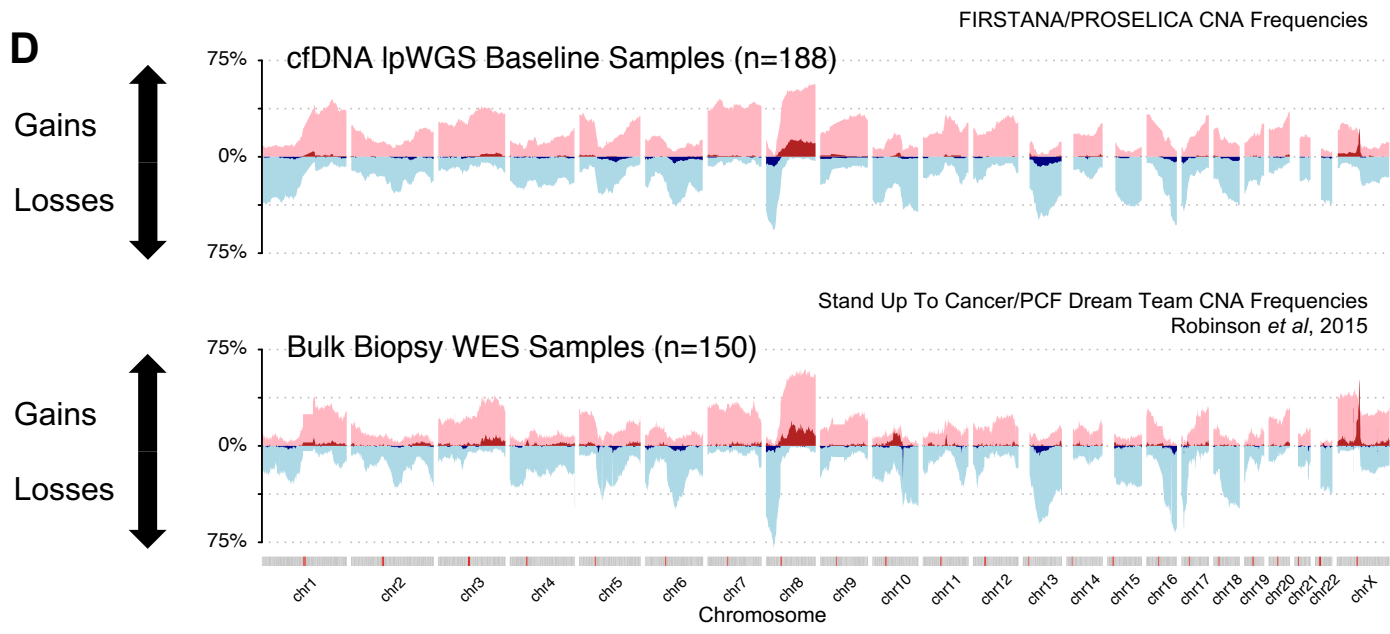 FIRSTANA/PROSELICA CNA Frequencies
D
cfDNA lpWGS Baseline Samples (n=188)
75%
Gains
0%
Losses
75%
Stand Up To Cancer/PCF Dream Team CNA Frequencies
Robinson et al, 2015
Bulk Biopsy WES Samples (n=150)
75%
Gains
0%
Losses
75%
chr1 chr2 chr3 chr4 chr5 chr6 chr7 chr8 chr9 chr10 chr11 chr12 chr13 chr14 chr15 chr16 chr17 chr18 chr19 chr20 chr21 chr22 chrX
Chromosome